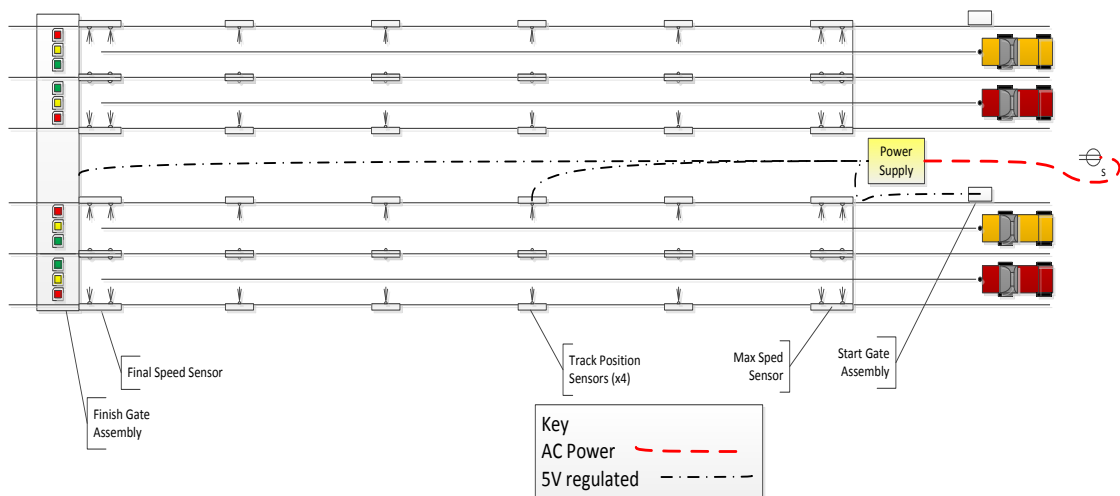 Power
Supply
S
Final Speed Sensor
Finish Gate
Assembly
Track Position
Sensors (x4)
Max Sped
Sensor
Start Gate
Assembly
Key
AC Power
5V regulated